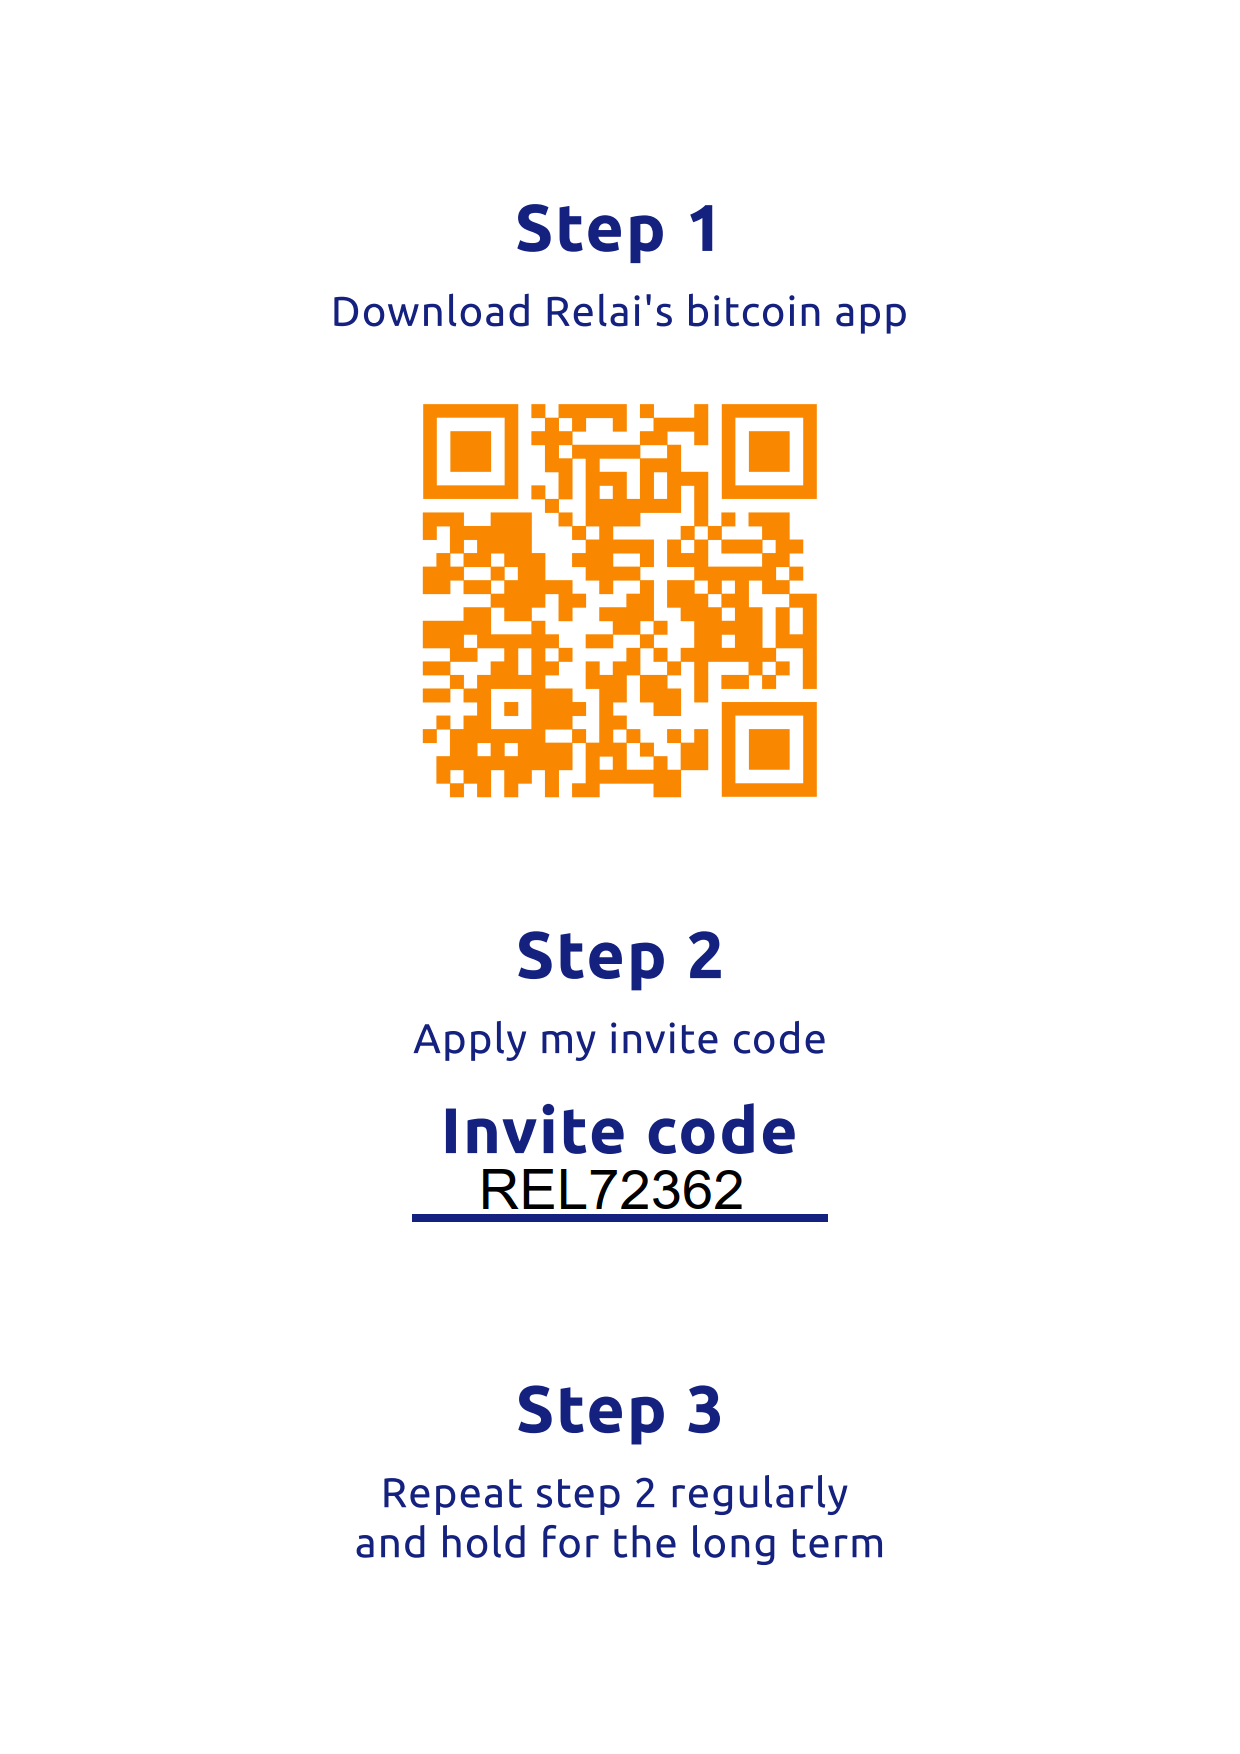 Step 1
Download Relai's bitcoin app
Step 2
Apply my invite code
Invite code
REL72362
Step 3
Repeat step 2 regularly
and hold for the long term